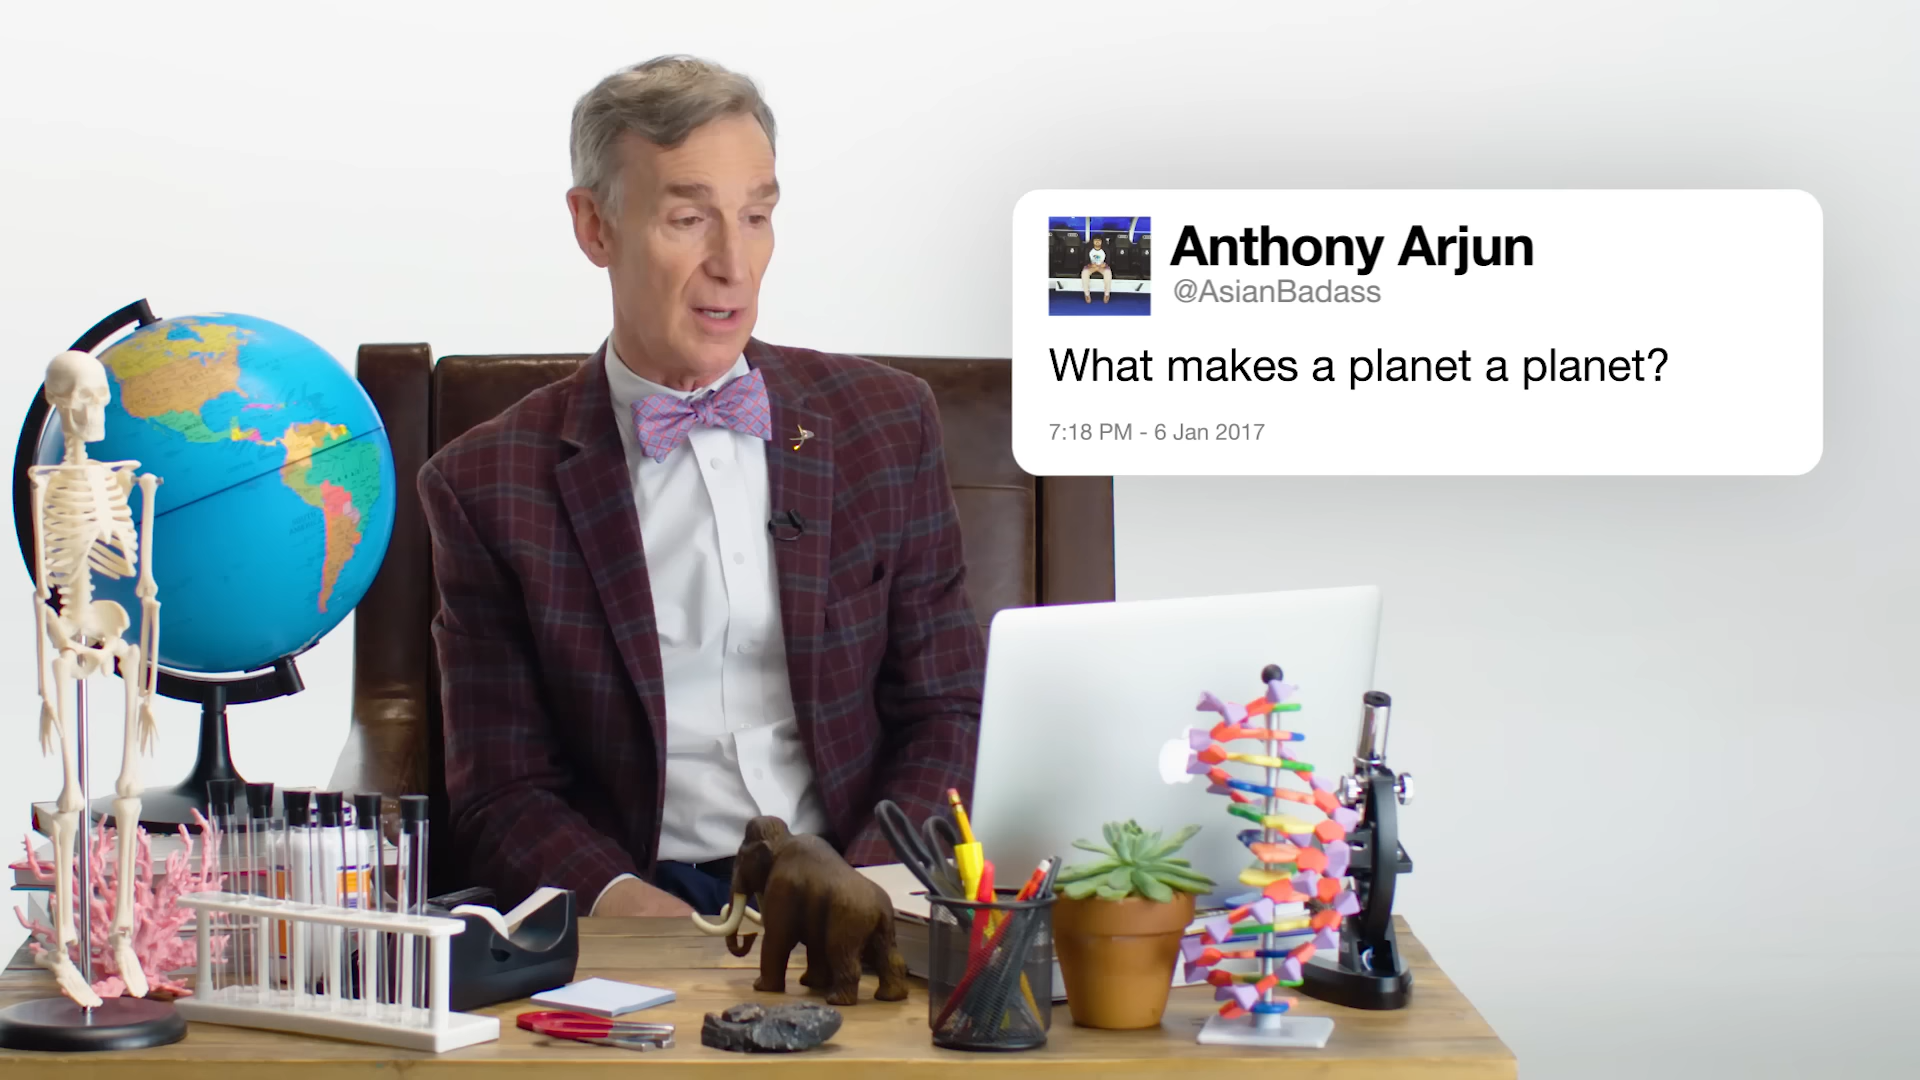 Anthony Arjun
@AsianBadass
What makes a planet a planet?
7:18 PM - 6 Jan 2017